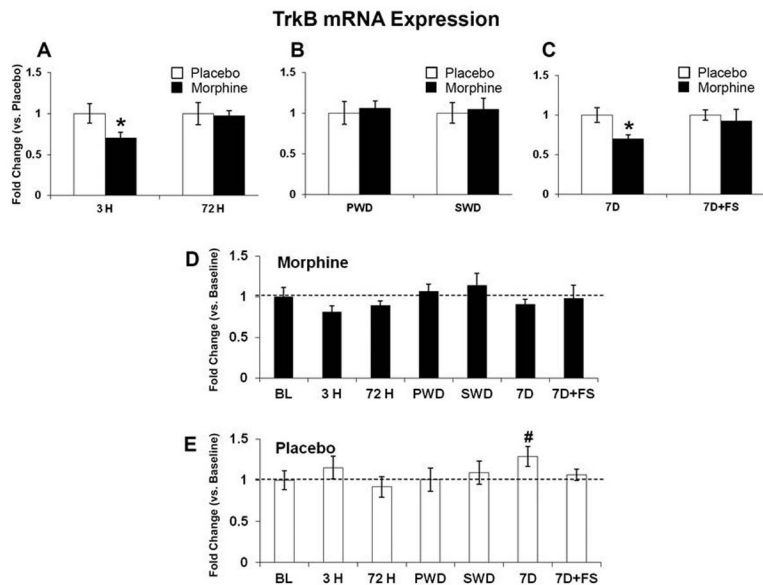 TrkB mRNA Expression
A
Fold Change (vs. Placebo)
1.5
1
0.5
0
Placebo
Morphine
*
3 H
72 H
B
1.5
1
0.5
0
Placebo
Morphine
PWD
SWD
C
1.5
1
0.5
0
Placebo
Morphine
*
7D
7D+FS
D
Fold Change (vs. Baseline)
Morphine
1.5
1
0.5
0
BL
3 H
72 H
PWD
SWD
7D
7D+FS
E
Fold Change (vs. Baseline)
Placebo
#
1.5
1
0.5
0
BL
3 H
72 H
PWD
SWD
7D
7D+FS